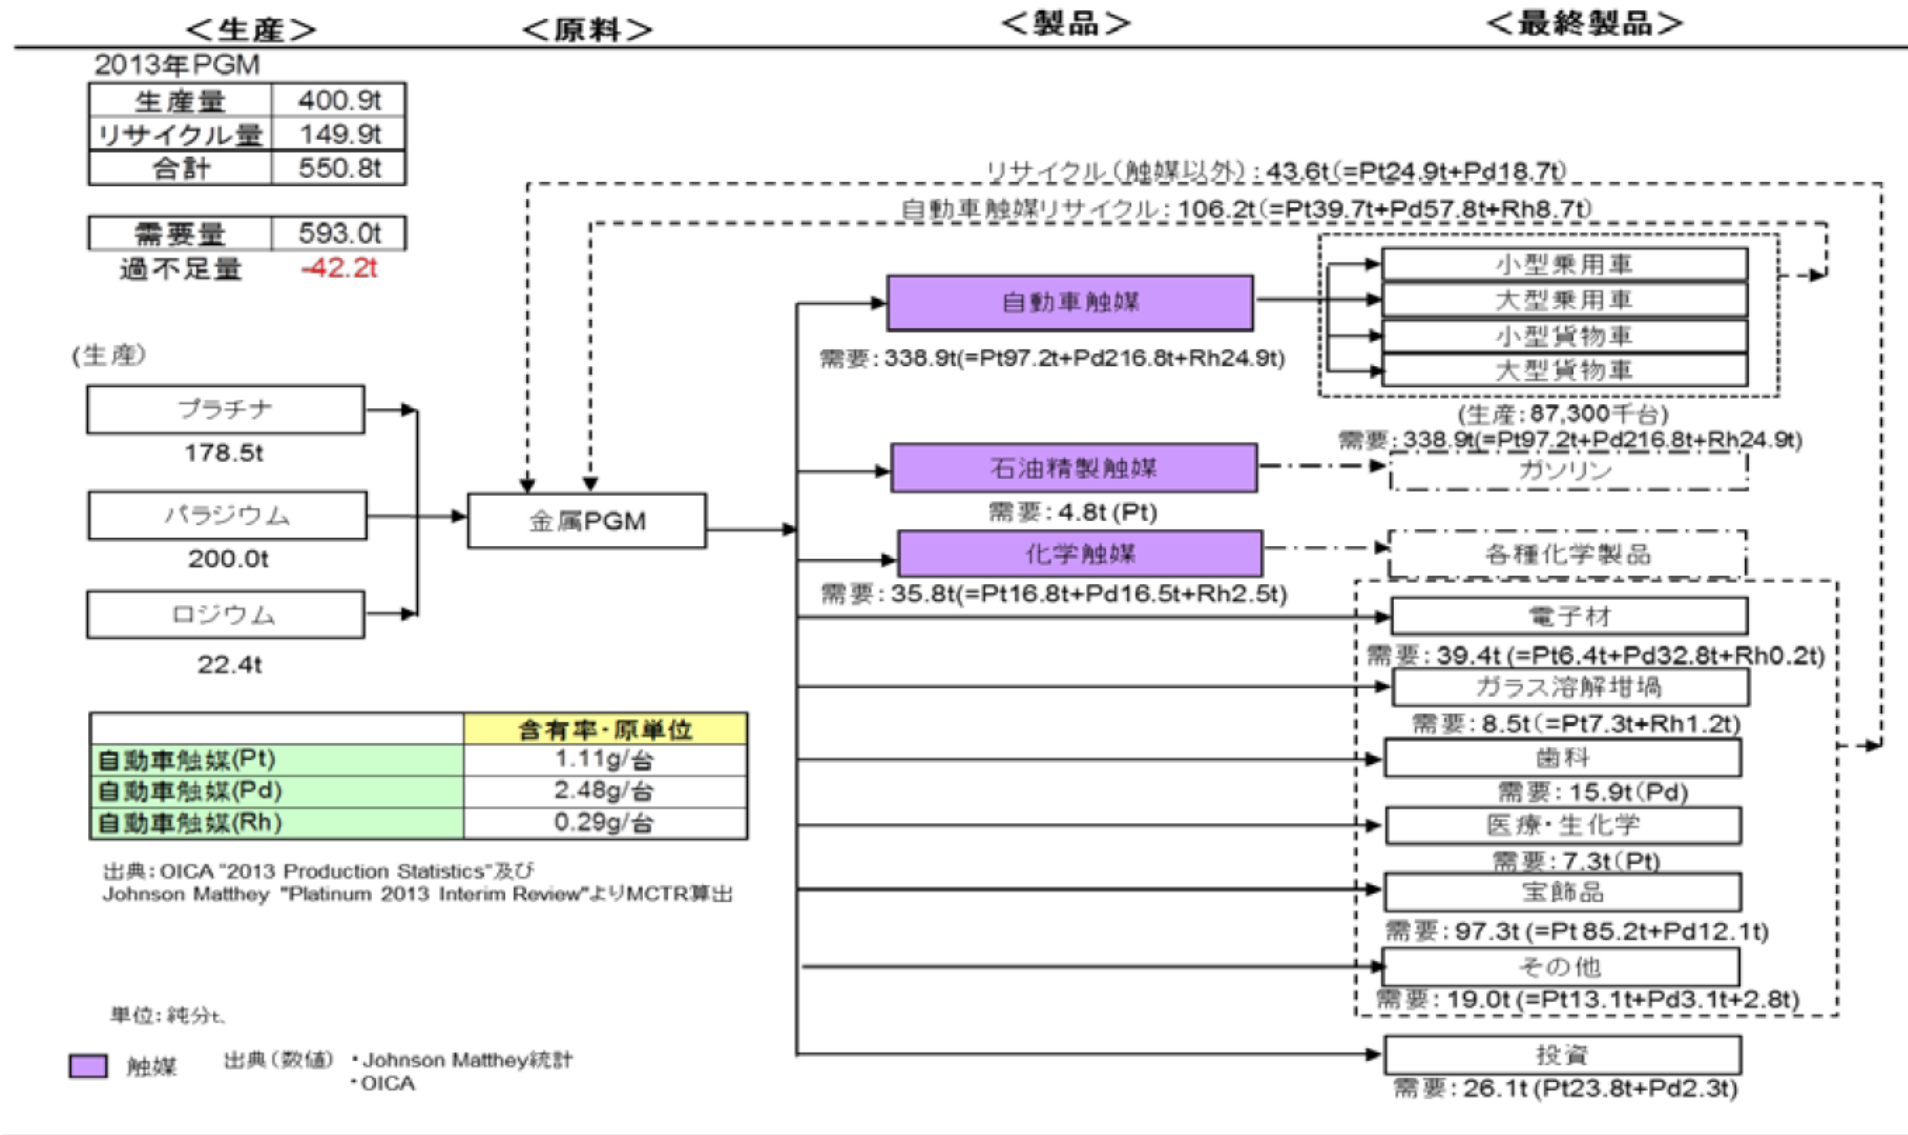 ＜生産＞ ＜原料＞ ＜製品＞ ＜最終製品＞
2013年PGM
生産量 400.9t
リサイクル量 149.9t
合計 550.8t
需要量 593.0t
過不足量 -42.2t
リサイクル（触媒以外）：43.6t（=Pt24.9t+Pd18.7t）
自動車触媒リサイクル：106.2t（=Pt39.7t+Pd57.8t+Rh8.7t）
(生産)
プラチナ
178.5t
パラジウム
200.0t
ロジウム
22.4t
金属PGM
自動車触媒
需要：338.9t(=Pt97.2t+Pd216.8t+Rh24.9t)
石油精製触媒
需要：4.8t (Pt)
化学触媒
需要：35.8t(=Pt16.8t+Pd16.5t+Rh2.5t)
小型乗用車
大型乗用車
小型貨物車
大型貨物車
(生産：87,300千台)
需要：338.9t(=Pt97.2t+Pd216.8t+Rh24.9t)
ガソリン
各種化学製品
電子材
需要：39.4t (=Pt6.4t+Pd32.8t+Rh0.2t)
ガラス溶解坩堝
需要：8.5t（=Pt7.3t+Rh1.2t)
歯科
需要：15.9t（Pd)
医療・生化学
需要：7.3t（Pt)
宝飾品
需要：97.3t (=Pt 85.2t+Pd12.1t)
その他
需要：19.0t (=Pt13.1t+Pd3.1t+2.8t)
投資
需要：26.1t (Pt23.8t+Pd2.3t)
含有率・原単位
自動車触媒(Pt) 1.11g/台
自動車触媒(Pd) 2.48g/台
自動車触媒(Rh) 0.29g/台
出典：OICA "2013 Production Statistics"及び
Johnson Matthey "Platinum 2013 Interim Review"よりMCTR算出
単位：純分t、
触媒
出典（数値） ・Johnson Matthey統計
・OICA